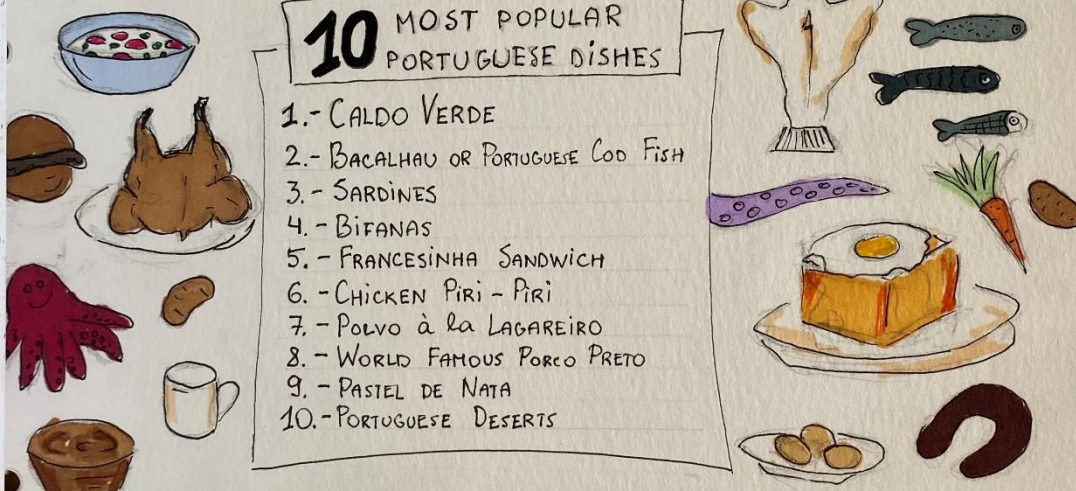 10 MOST POPULAR
PORTUGUESE DiSHES
1.- CALDO VERDE
2.- BACALHAU OR PORTUGUESE COD FiSH
3.- SARDiNES
4.- BiFANAS
5. - FRANCESiNHA SANDWiCH
6. - CHiCKEN PiRi - PiRi
7. - POLVO à la LAGAREiRO
8. - WORLD FAMOUS PORCO PRETO
9. - PASTEL DE NATA
10.- PORTUGUESE DESERTS